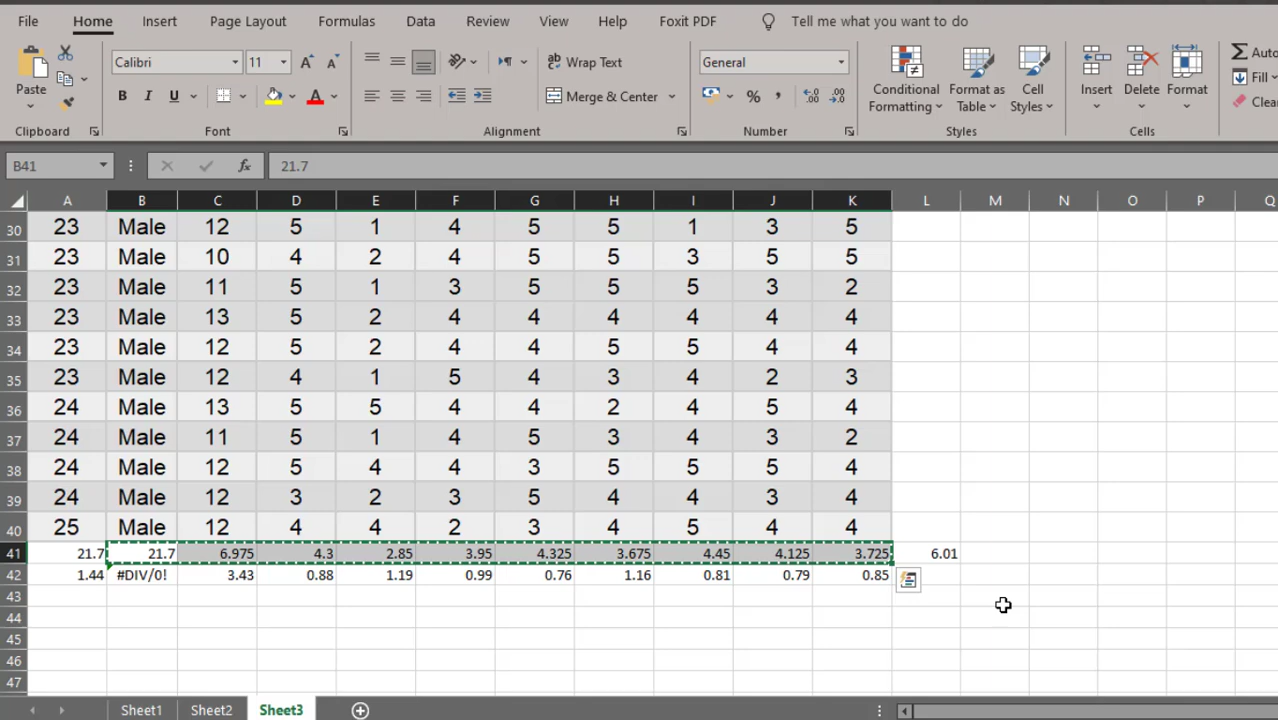 File Home Insert Page Layout Formulas Data Review View Help Foxit PDF Tell me what you want to do
Calibri 11 Wrap Text General Auto
Paste Conditional Format as Cell Insert Delete Format Fill
B I U A Merge & Center % , Formatting Table Styles Clea
Clipboard Font Alignment Number Styles Cells
B41 fx 21.7
A B C D E F G H I J K L M N O P Q
30 23 Male 12 5 1 4 5 5 1 3 5
31 23 Male 10 4 2 4 5 5 3 5 5
32 23 Male 11 5 1 3 5 5 5 3 2
33 23 Male 13 5 2 4 4 4 4 4 4
34 23 Male 12 5 2 4 4 5 5 4 4
35 23 Male 12 4 1 5 4 3 4 2 3
36 24 Male 13 5 5 4 4 2 4 5 4
37 24 Male 11 5 1 4 5 3 4 3 2
38 24 Male 12 5 4 4 3 5 5 5 4
39 24 Male 12 3 2 3 5 4 4 3 4
40 25 Male 12 4 4 2 3 4 5 4 4
41 21.7 21.7 6.975 4.3 2.85 3.95 4.325 3.675 4.45 4.125 3.725 6.01
42 1.44 #DIV/0! 3.43 0.88 1.19 0.99 0.76 1.16 0.81 0.79 0.85
43
44
45
46
47
Sheet1 Sheet2 Sheet3